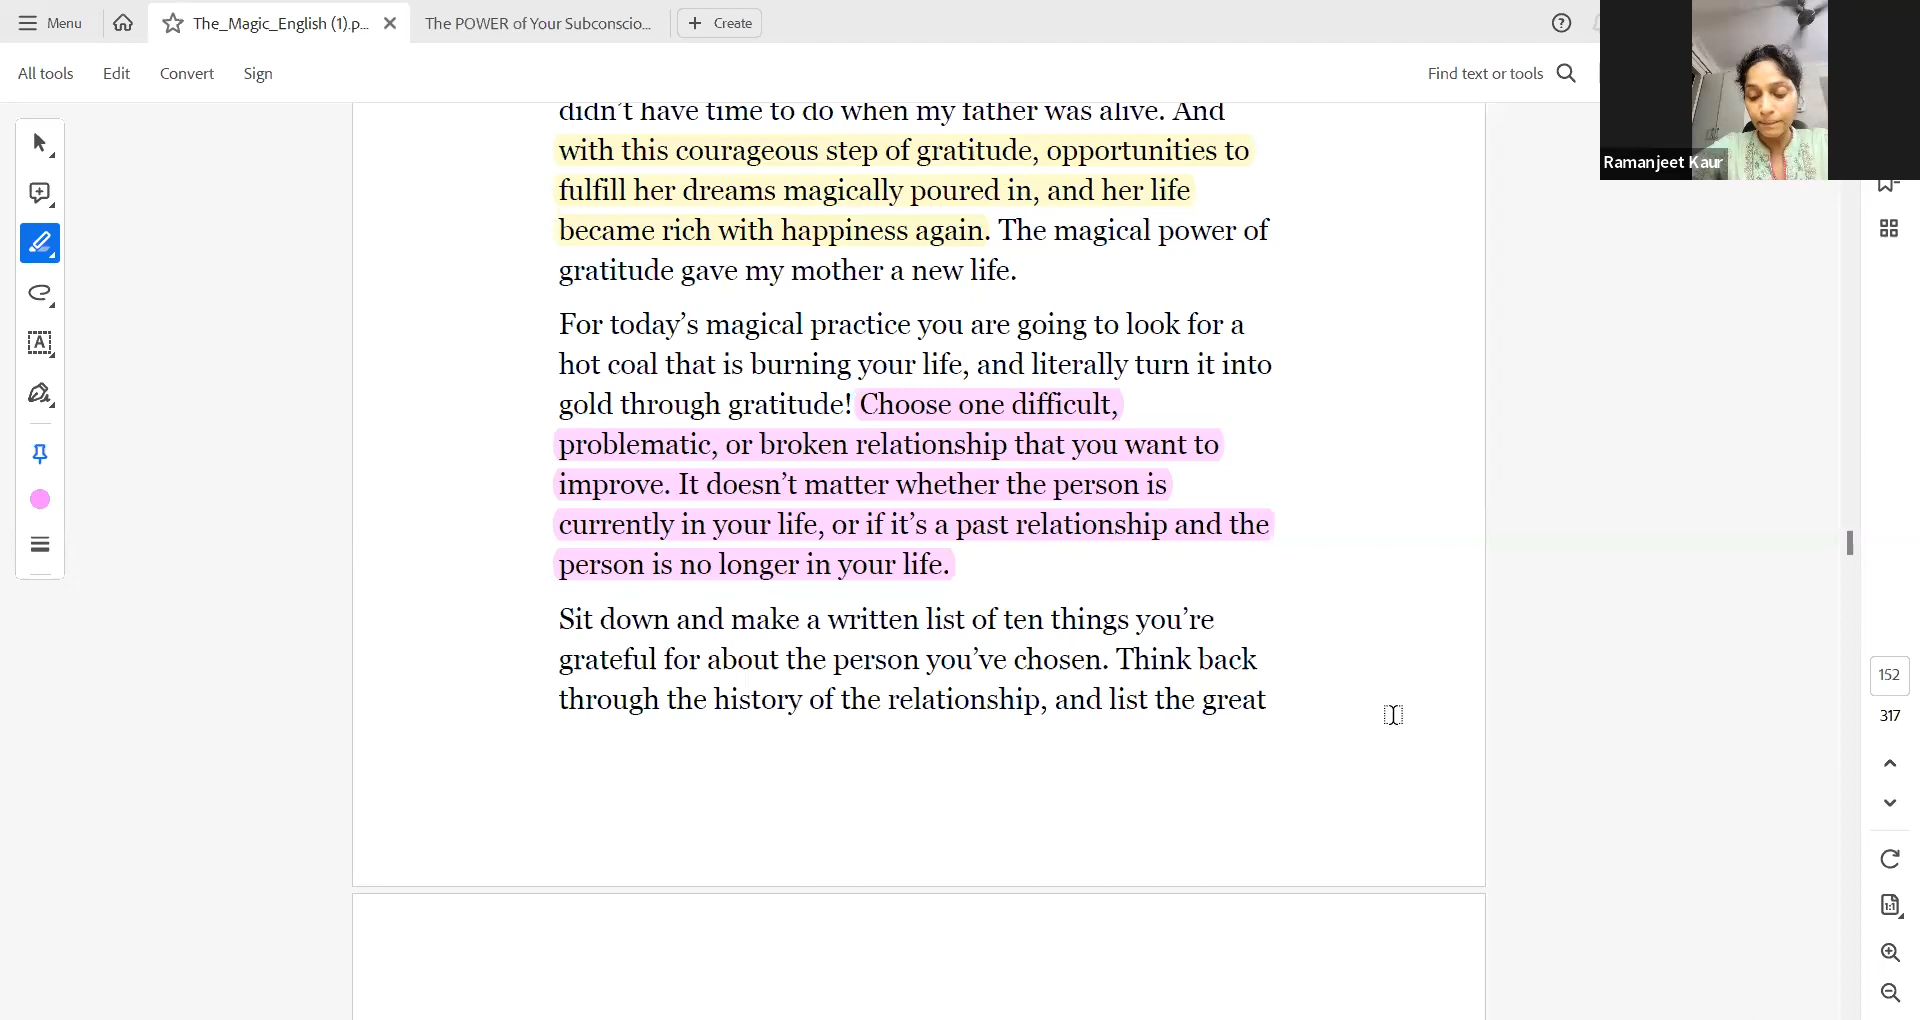 Menu
The_Magic_English (1).p...
The POWER of Your Subconscio...
Create
All tools
Edit
Convert
Sign
Find text or tools
Ramanjeet Kaur
didn’t have time to do when my father was alive. And
with this courageous step of gratitude, opportunities to
fulfill her dreams magically poured in, and her life
became rich with happiness again. The magical power of
gratitude gave my mother a new life.
For today’s magical practice you are going to look for a
hot coal that is burning your life, and literally turn it into
gold through gratitude! Choose one difficult,
problematic, or broken relationship that you want to
improve. It doesn’t matter whether the person is
currently in your life, or if it’s a past relationship and the
person is no longer in your life.
Sit down and make a written list of ten things you’re
grateful for about the person you’ve chosen. Think back
through the history of the relationship, and list the great
152
317